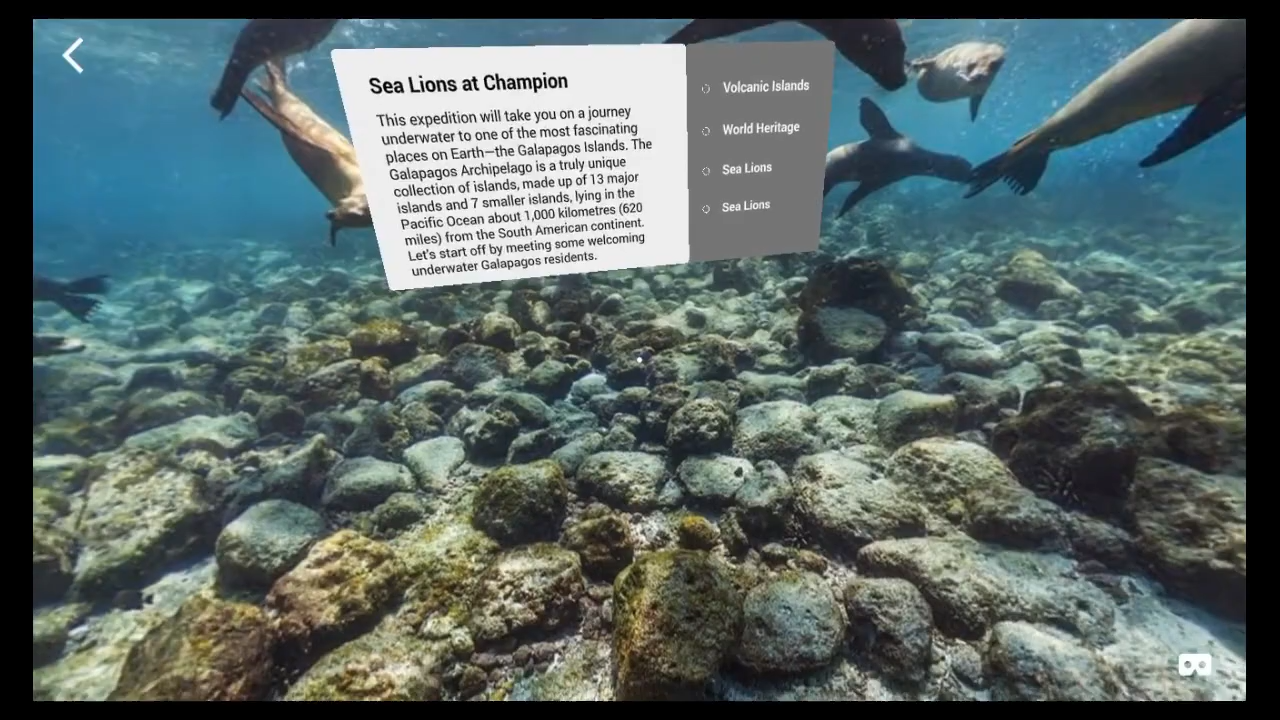 Sea Lions at Champion
This expedition will take you on a journey
underwater to one of the most fascinating
places on Earth—the Galapagos Islands. The
Galapagos Archipelago is a truly unique
collection of islands, made up of 13 major
islands and 7 smaller islands, lying in the
Pacific Ocean about 1,000 kilometres (620
miles) from the South American continent.
Let's start off by meeting some welcoming
underwater Galapagos residents.
Volcanic Islands
World Heritage
Sea Lions
Sea Lions